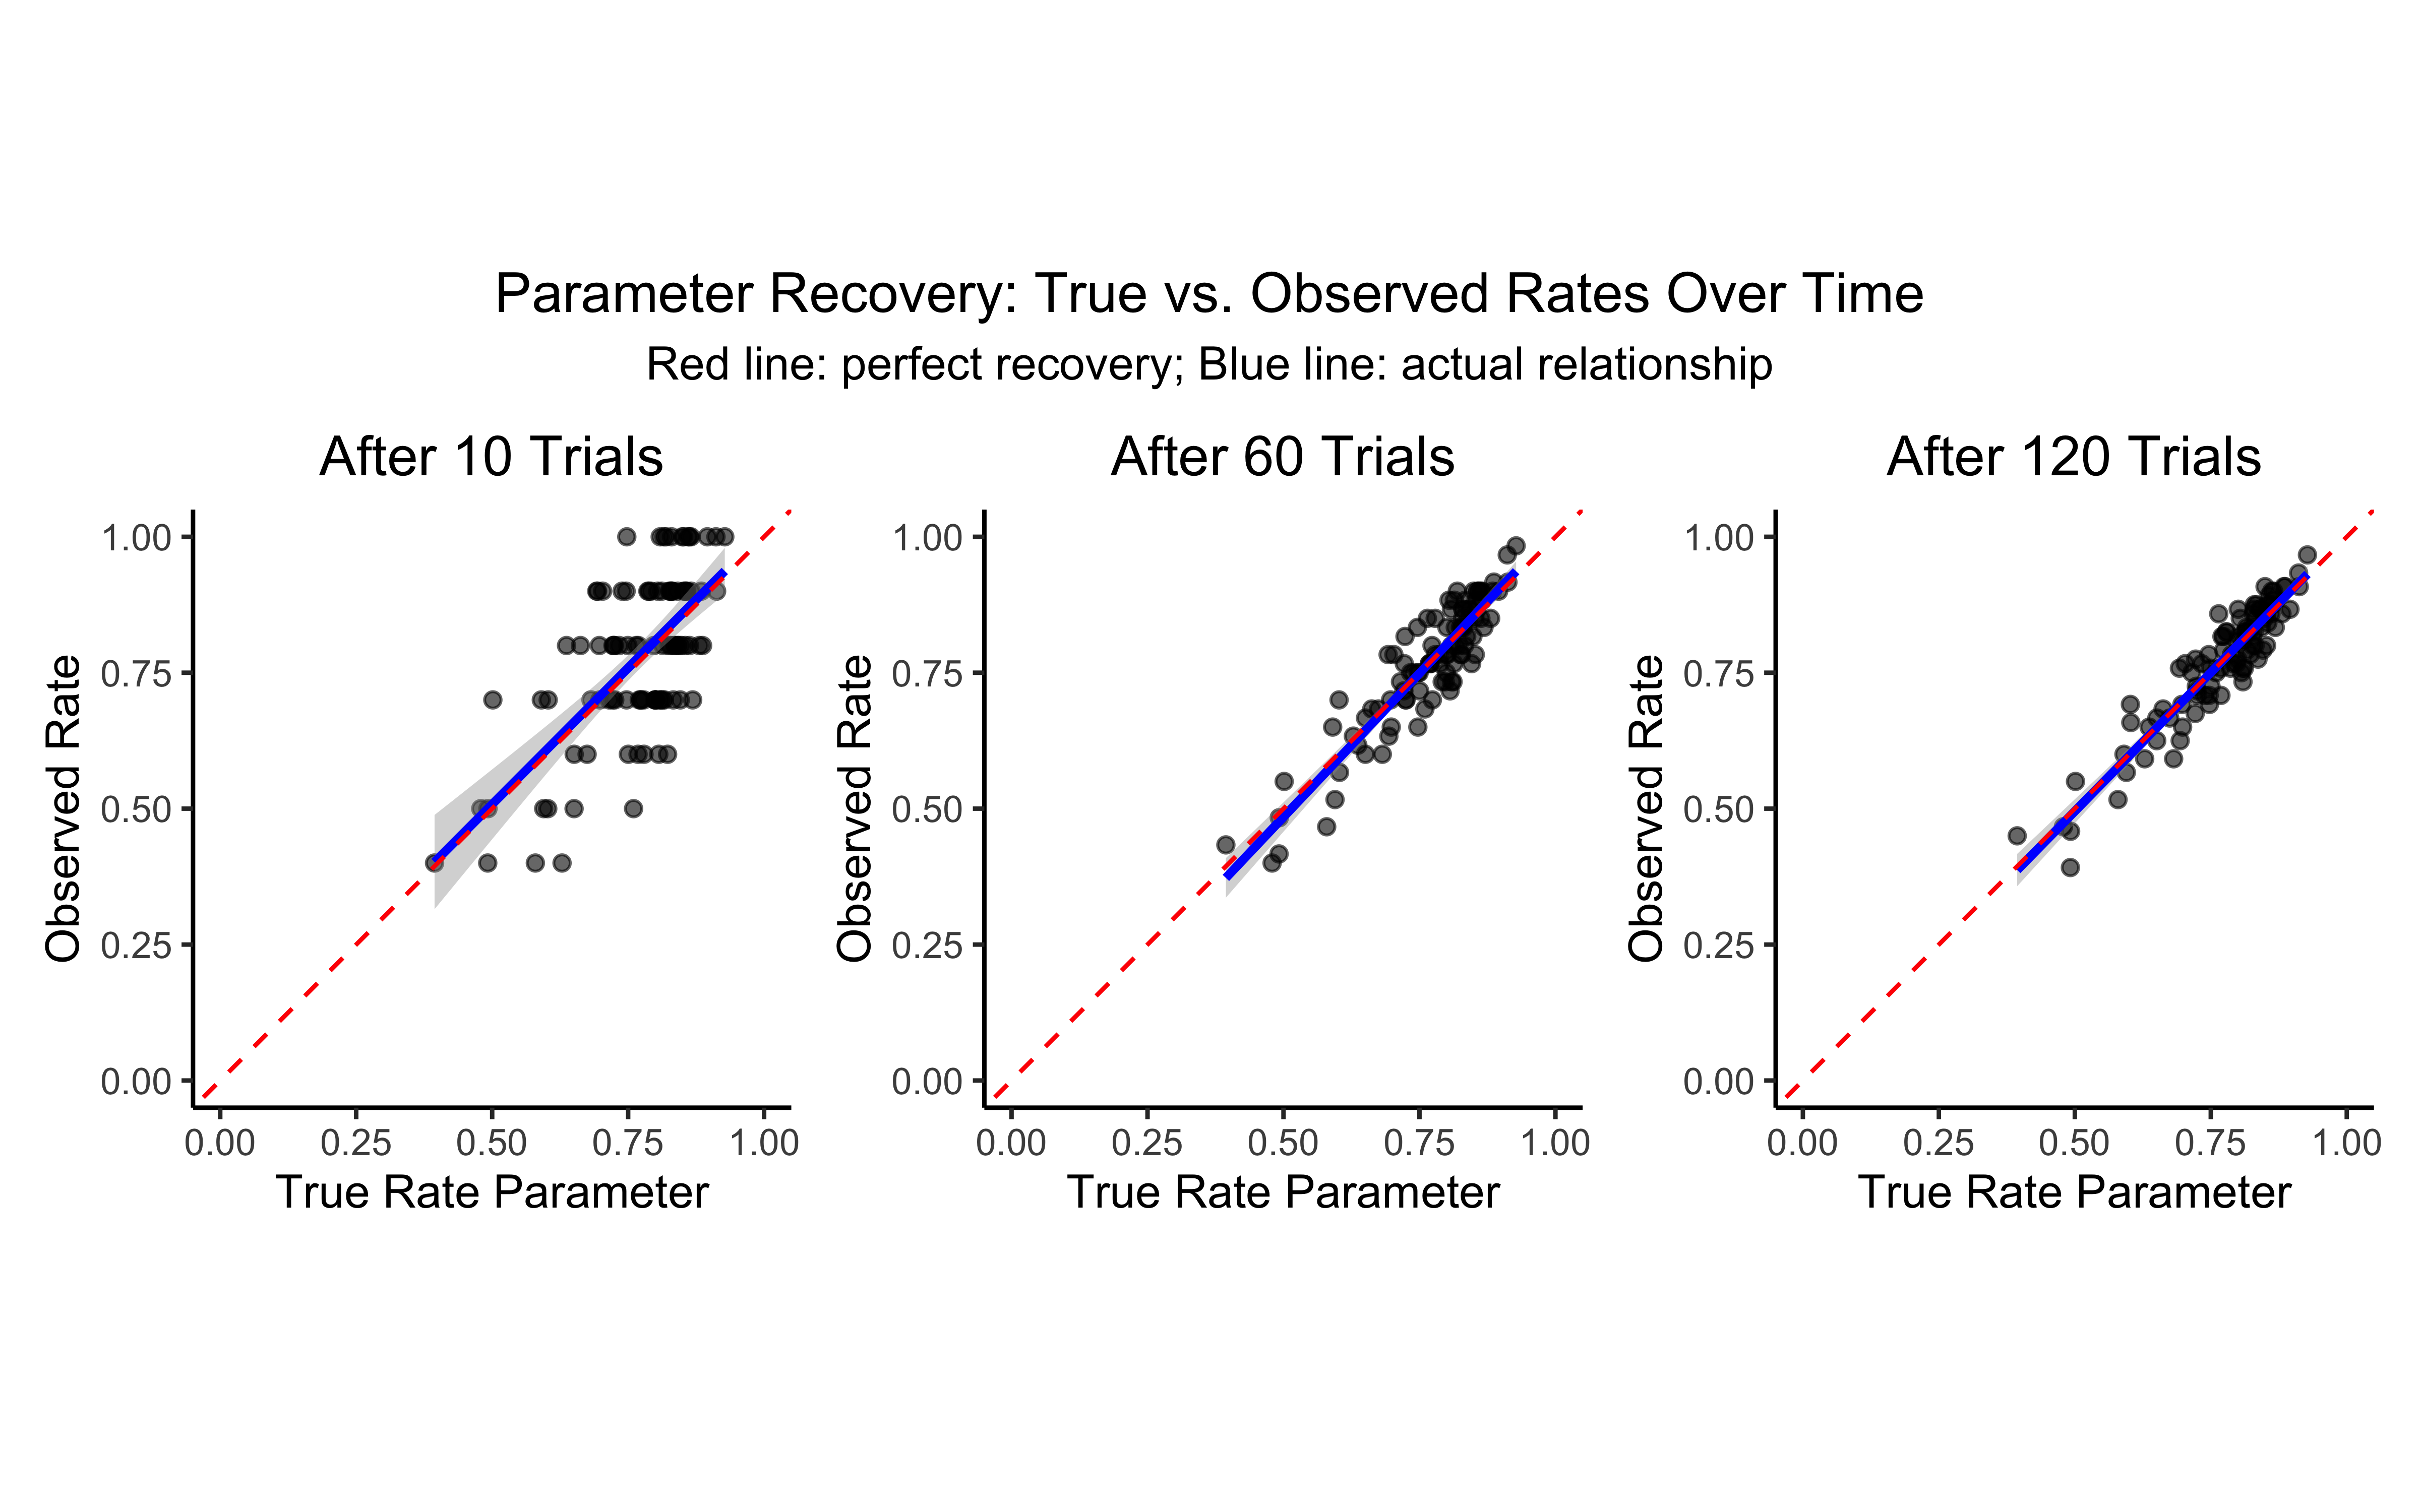 Parameter Recovery: True vs. Observed Rates Over Time
Red line: perfect recovery; Blue line: actual relationship
After 10 Trials
1.00
0.75
0.50
0.25
0.00
Observed Rate
0.00 0.25 0.50 0.75 1.00
True Rate Parameter
After 60 Trials
1.00
0.75
0.50
0.25
0.00
Observed Rate
0.00 0.25 0.50 0.75 1.00
True Rate Parameter
After 120 Trials
1.00
0.75
0.50
0.25
0.00
Observed Rate
0.00 0.25 0.50 0.75 1.00
True Rate Parameter